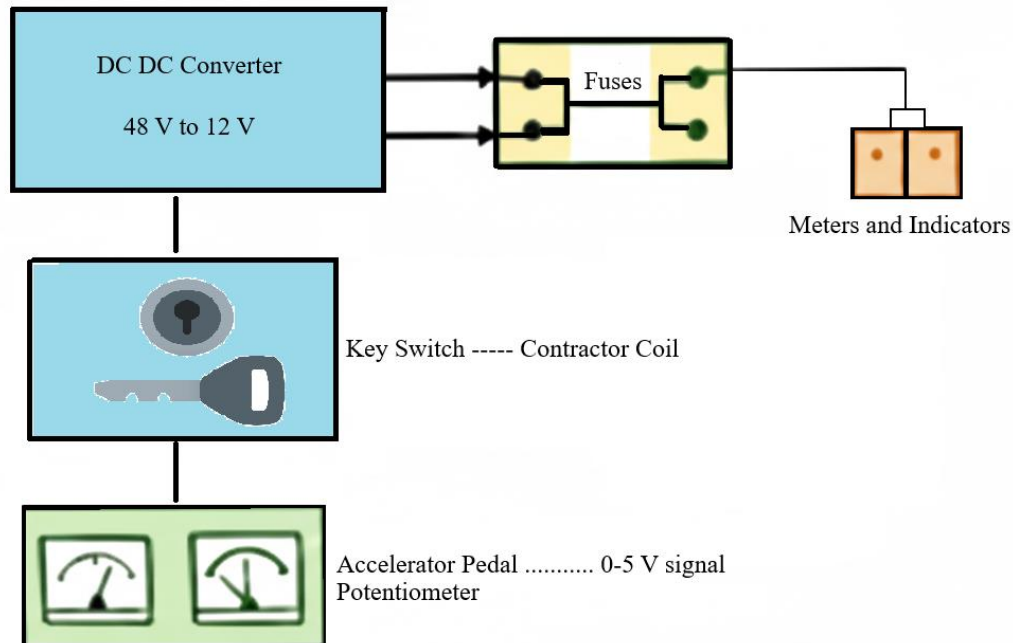 DC DC Converter
48 V to 12 V
Fuses
Meters and Indicators
Key Switch ----- Contractor Coil
Accelerator Pedal ........... 0-5 V signal
Potentiometer